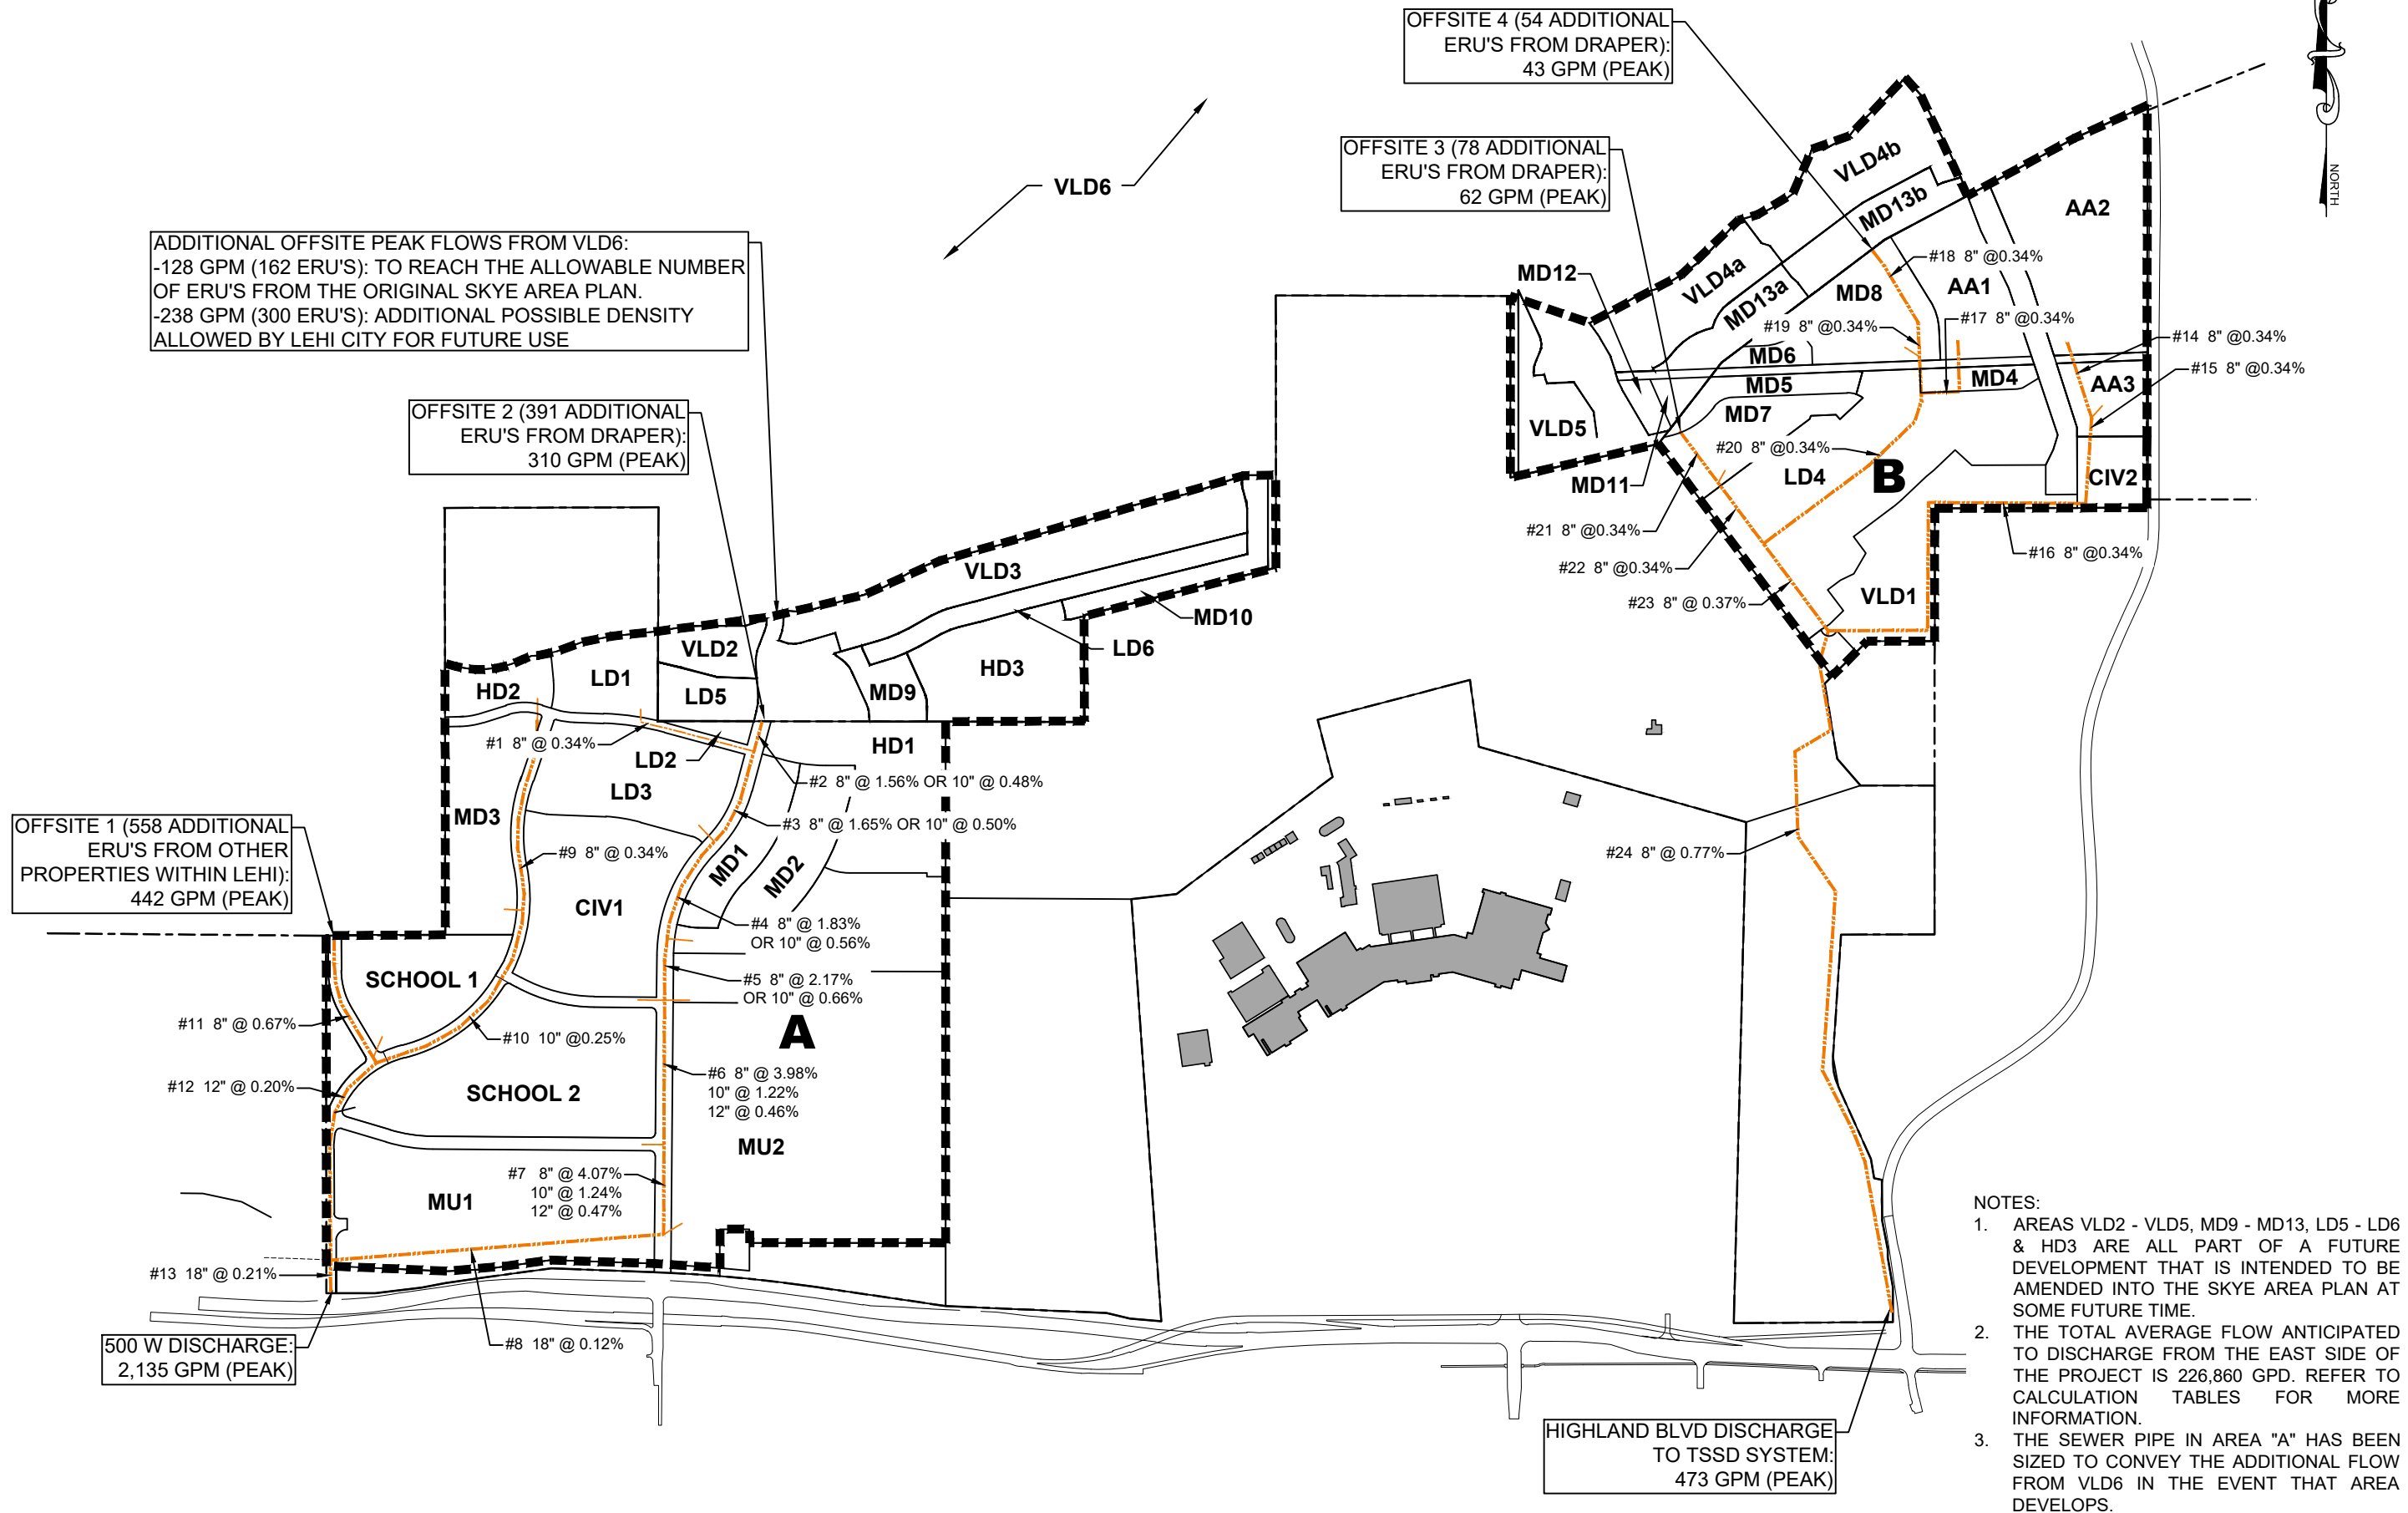 OFFSITE 4 (54 ADDITIONAL
ERU'S FROM DRAPER):
43 GPM (PEAK)
NORTH
OFFSITE 3 (78 ADDITIONAL
ERU'S FROM DRAPER):
62 GPM (PEAK)
VLD6
ADDITIONAL OFFSITE PEAK FLOWS FROM VLD6:
-128 GPM (162 ERU'S): TO REACH THE ALLOWABLE NUMBER
OF ERU'S FROM THE ORIGINAL SKYE AREA PLAN.
-238 GPM (300 ERU'S): ADDITIONAL POSSIBLE DENSITY
ALLOWED BY LEHI CITY FOR FUTURE USE
OFFSITE 2 (391 ADDITIONAL
ERU'S FROM DRAPER):
310 GPM (PEAK)
OFFSITE 1 (558 ADDITIONAL
ERU'S FROM OTHER
PROPERTIES WITHIN LEHI):
442 GPM (PEAK)
VLD4b
MD13b
AA2
VLD4a
MD13a
MD12
MD8
AA1
#18 8" @0.34%
#17 8" @0.34%
#19 8" @0.34%
#14 8" @0.34%
#15 8" @0.34%
MD6
MD5
MD4
AA3
MD7
VLD5
#20 8" @0.34%
LD4
B
CIV2
MD11
#21 8" @0.34%
#22 8" @0.34%
#16 8" @0.34%
#23 8" @ 0.37%
VLD1
VLD3
MD10
LD6
VLD2
LD1
HD2
LD5
MD9
HD3
#1 8" @ 0.34%
LD2
HD1
LD3
#2 8" @ 1.56% OR 10" @ 0.48%
MD3
#3 8" @ 1.65% OR 10" @ 0.50%
#9 8" @ 0.34%
MD1
MD2
CIV1
#4 8" @ 1.83%
OR 10" @ 0.56%
#5 8" @ 2.17%
OR 10" @ 0.66%
SCHOOL 1
A
#11 8" @ 0.67%
#10 10" @0.25%
#12 12" @ 0.20%
SCHOOL 2
#6 8" @ 3.98%
10" @ 1.22%
12" @ 0.46%
MU2
#7 8" @ 4.07%
10" @ 1.24%
12" @ 0.47%
MU1
#13 18" @ 0.21%
#8 18" @ 0.12%
500 W DISCHARGE:
2,135 GPM (PEAK)
#24 8" @ 0.77%
HIGHLAND BLVD DISCHARGE
TO TSSD SYSTEM:
473 GPM (PEAK)
NOTES:
1. AREAS VLD2 - VLD5, MD9 - MD13, LD5 - LD6
& HD3 ARE ALL PART OF A FUTURE
DEVELOPMENT THAT IS INTENDED TO BE
AMENDED INTO THE SKYE AREA PLAN AT
SOME FUTURE TIME.
2. THE TOTAL AVERAGE FLOW ANTICIPATED
TO DISCHARGE FROM THE EAST SIDE OF
THE PROJECT IS 226,860 GPD. REFER TO
CALCULATION TABLES FOR MORE
INFORMATION.
3. THE SEWER PIPE IN AREA "A" HAS BEEN
SIZED TO CONVEY THE ADDITIONAL FLOW
FROM VLD6 IN THE EVENT THAT AREA
DEVELOPS.